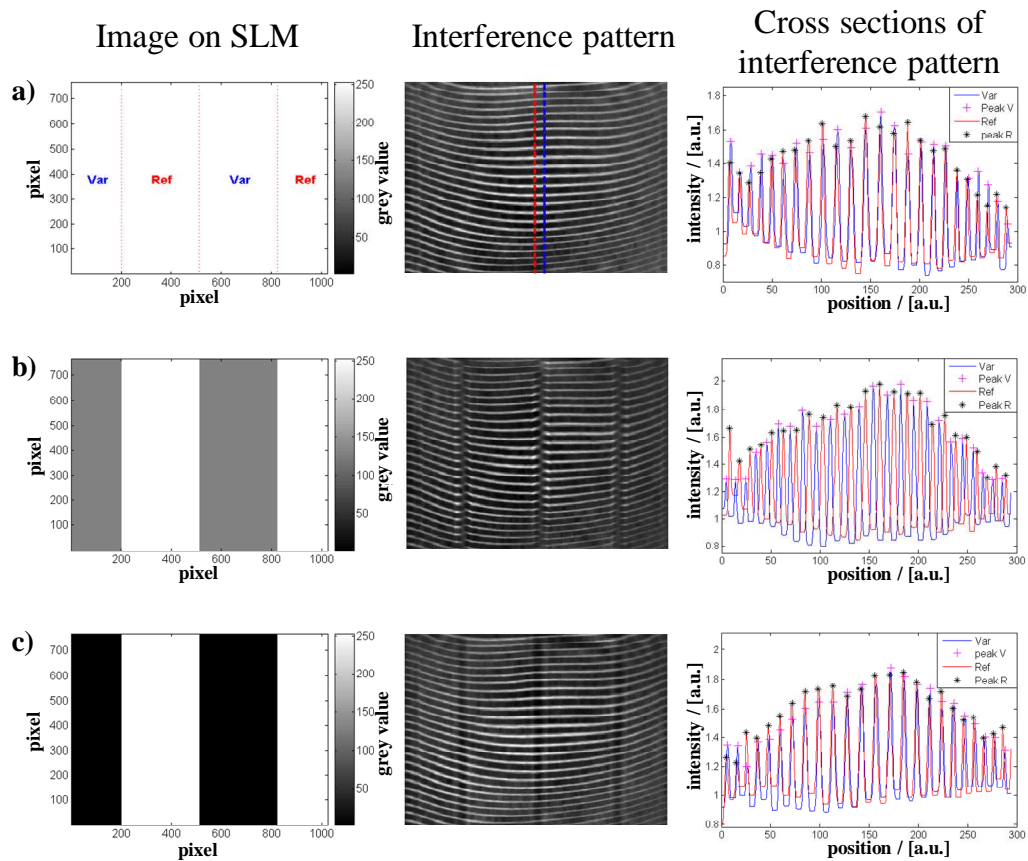 Image on SLM
Interference pattern
Cross sections of
interference pattern
a)
pixel
700
600
500
400
300
200
100
Var
Ref
Var
Ref
200
400
600
800
1000
pixel
250
200
150
100
50
grey value
intensity / [a.u.]
1.8
1.6
1.4
1.2
1
0.8
Var
Peak V
Ref
peak R
0
50
100
150
200
250
300
position / [a.u.]
b)
pixel
700
600
500
400
300
200
100
200
400
600
800
1000
pixel
250
200
150
100
50
grey value
intensity / [a.u.]
2
1.8
1.6
1.4
1.2
1
0.8
Var
Peak V
Ref
Peak R
0
50
100
150
200
250
300
position / [a.u.]
c)
pixel
700
600
500
400
300
200
100
200
400
600
800
1000
pixel
250
200
150
100
50
grey value
intensity / [a.u.]
2
1.8
1.6
1.4
1.2
1
0.8
Var
peak V
Ref
Peak R
0
50
100
150
200
250
300
position / [a.u.]